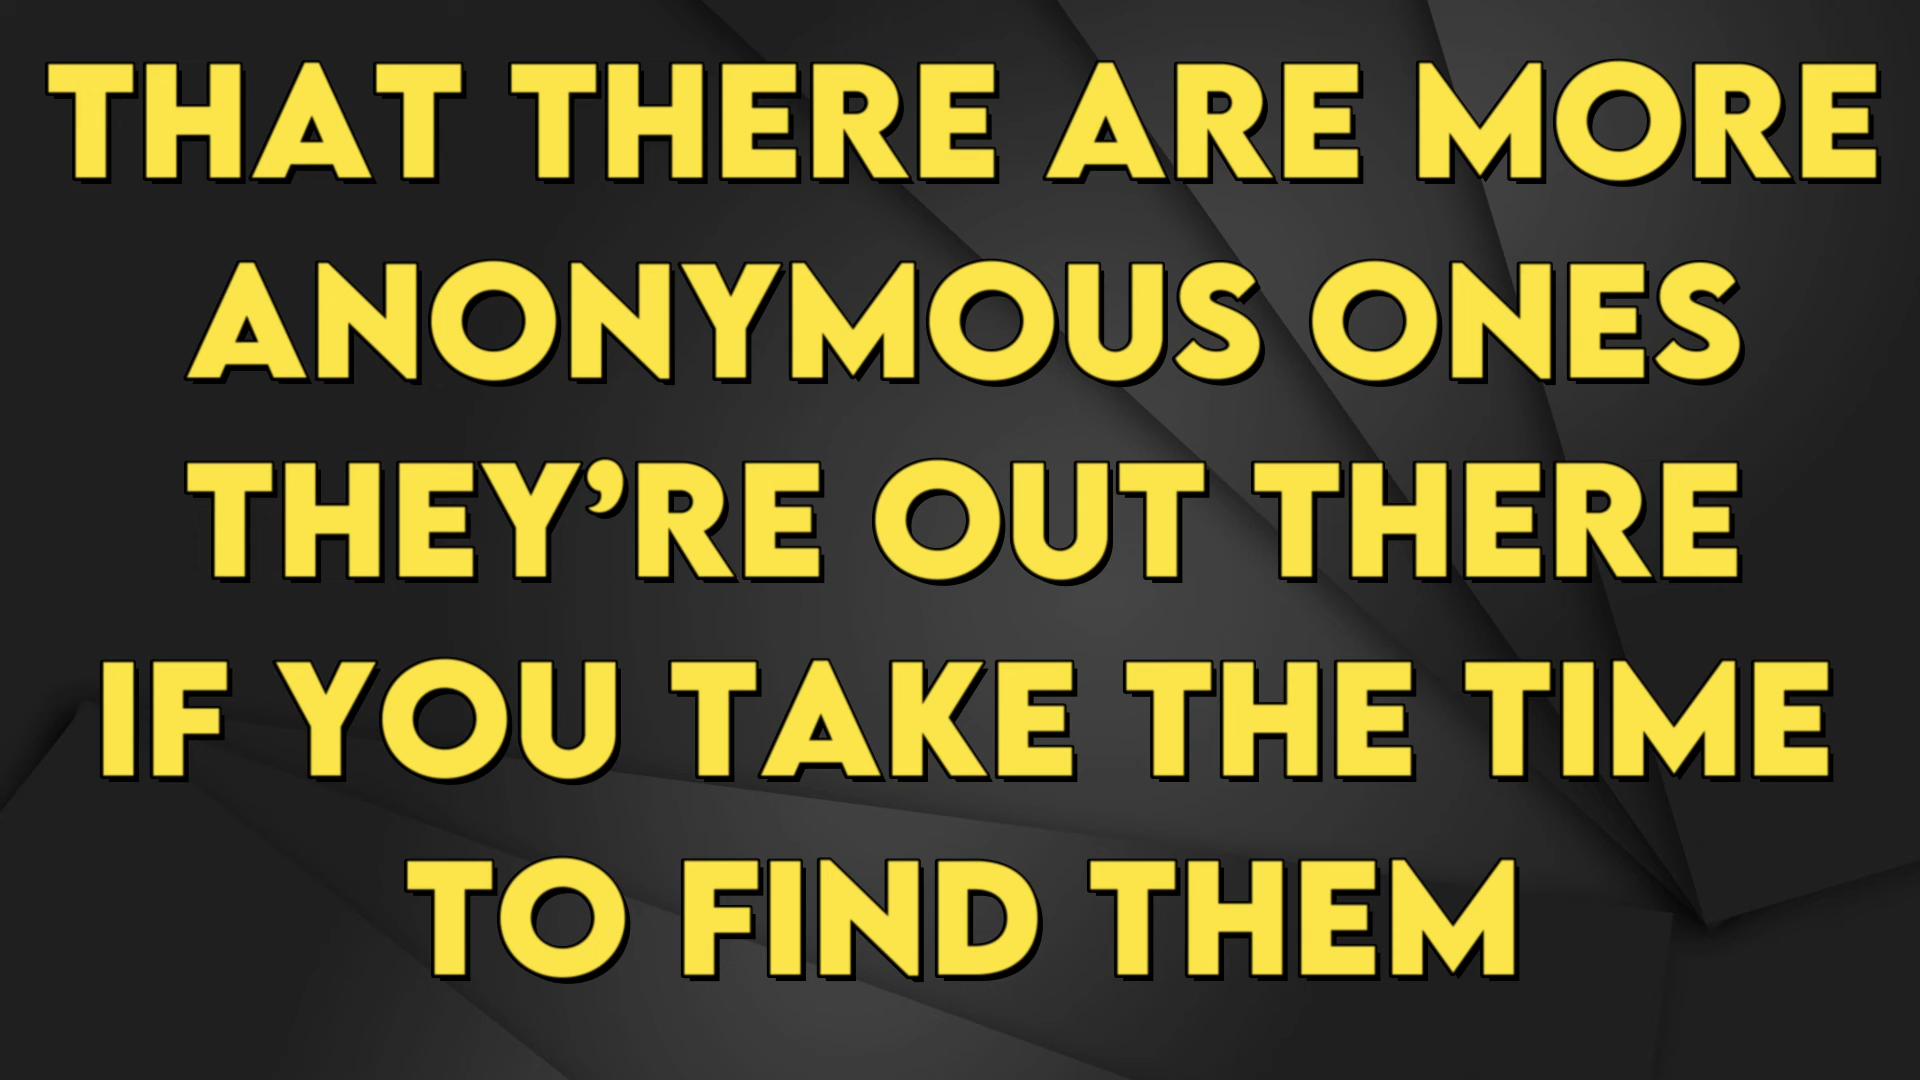 THAT THERE ARE MORE
ANONYMOUS ONES
THEY’RE OUT THERE
IF YOU TAKE THE TIME
TO FIND THEM